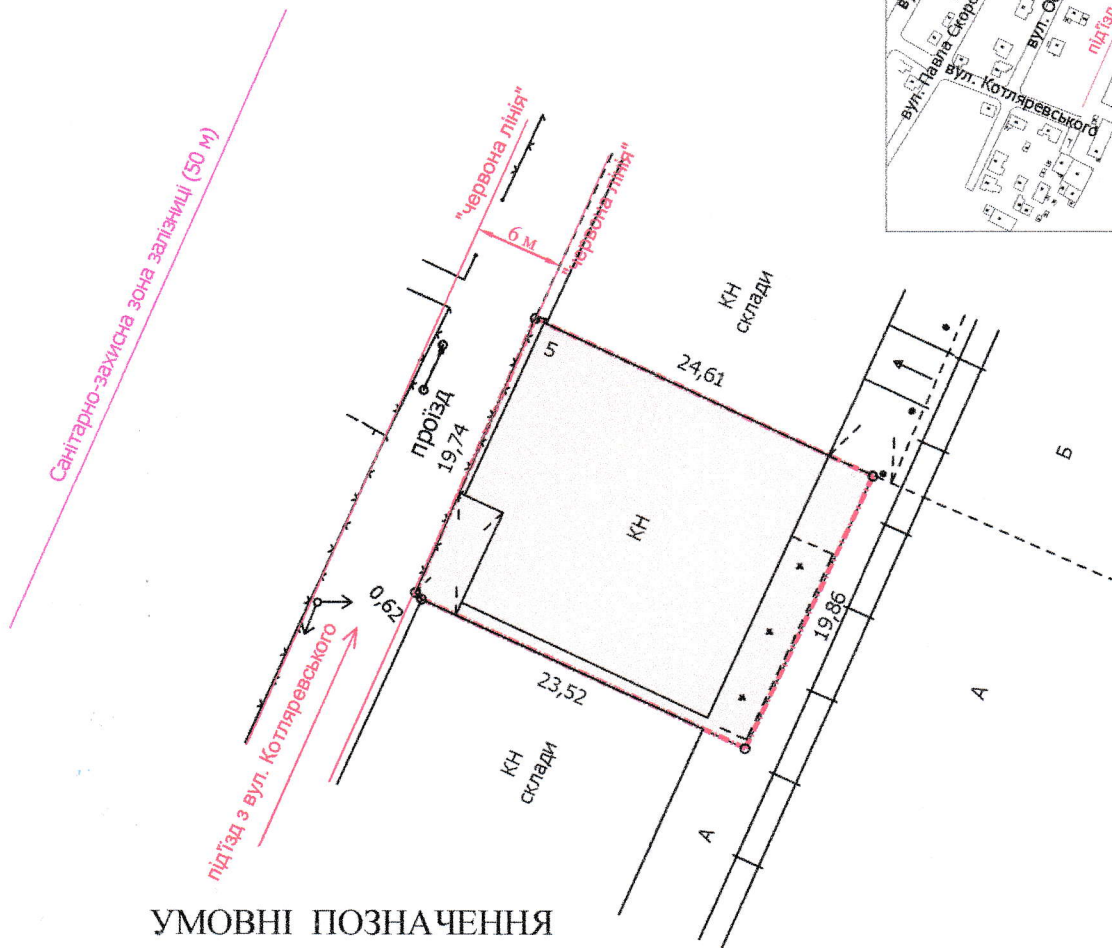 вул. Павла Скоро
вул. Котляревського
під'їзд
Санітарно-захисна зона залізниці (50 м)
"червона лінія"
"червона лінія"
6 м
КН
склади
5
24,61
проїзд
19,74
КН
Б
0,62
19,86
23,52
А
під'їзд з вул. Котляревського
КН
склади
А
УМОВНІ ПОЗНАЧЕННЯ